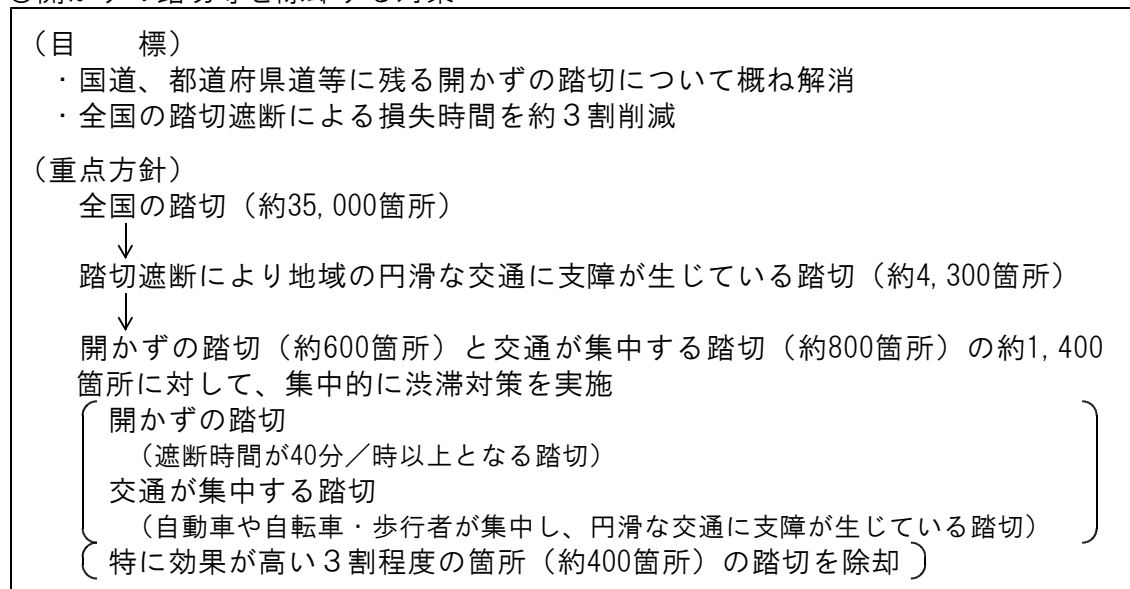 （目　　標）
・国道、都道府県道等に残る開かずの踏切について概ね解消
・全国の踏切遮断による損失時間を約３割削減
（重点方針）
全国の踏切（約35,000箇所）
↓
踏切遮断により地域の円滑な交通に支障が生じている踏切（約4,300箇所）
↓
開かずの踏切（約600箇所）と交通が集中する踏切（約800箇所）の約1,400
箇所に対して、集中的に渋滞対策を実施
開かずの踏切
（遮断時間が40分／時以上となる踏切）
交通が集中する踏切
（自動車や自転車・歩行者が集中し、円滑な交通に支障が生じている踏切）
（特に効果が高い３割程度の箇所（約400箇所）の踏切を除却）